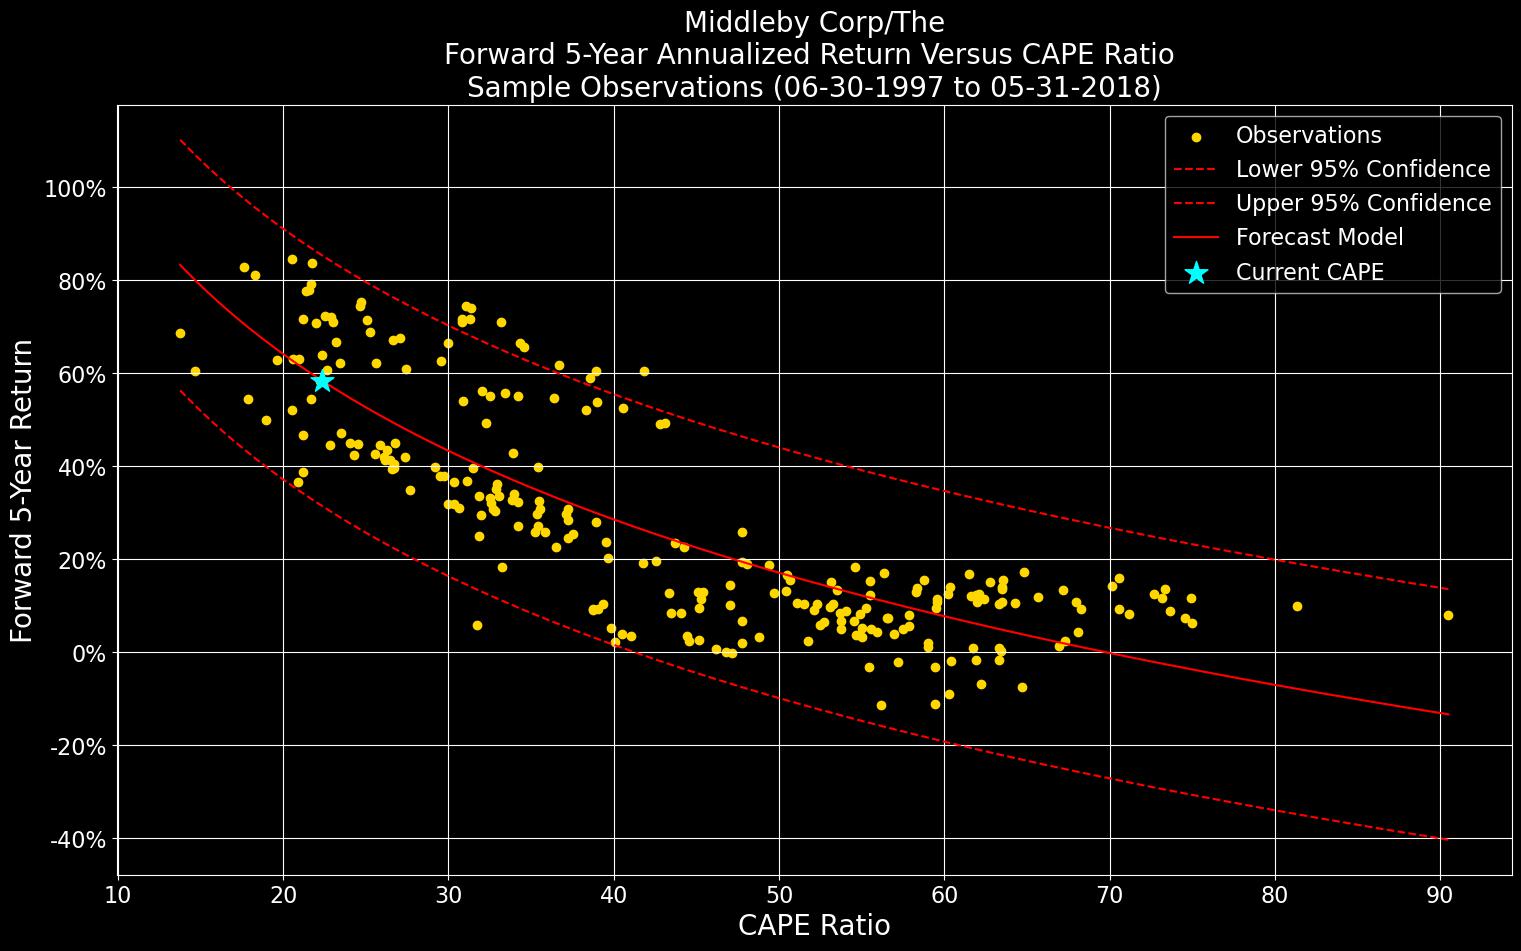 Middleby Corp/The
Forward 5-Year Annualized Return Versus CAPE Ratio
Sample Observations (06-30-1997 to 05-31-2018)
Observations
Lower 95% Confidence
Upper 95% Confidence
Forecast Model
Current CAPE
Forward 5-Year Return
100%
80%
60%
40%
20%
0%
-20%
-40%
10 20 30 40 50 60 70 80 90
CAPE Ratio